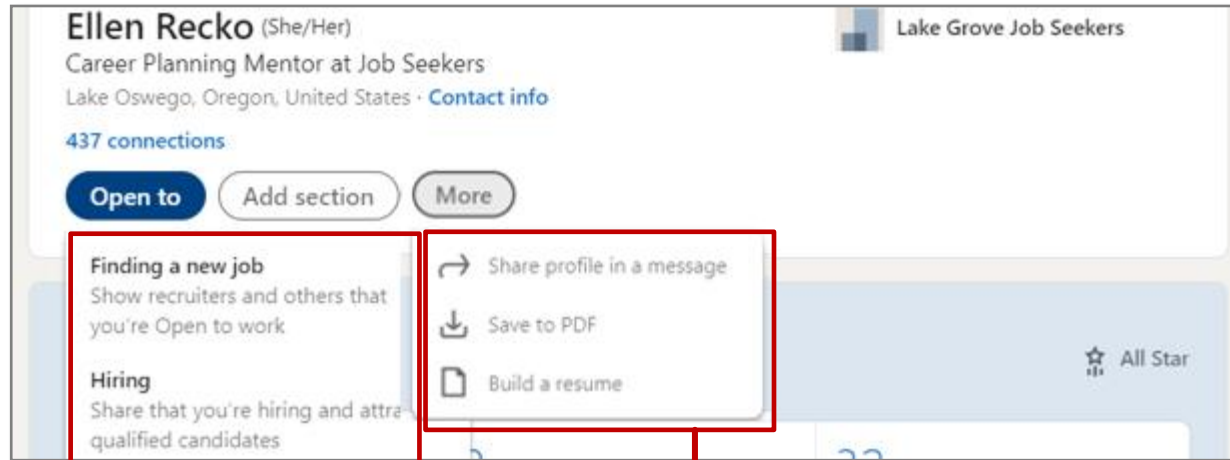 Ellen Recko (She/Her)
Lake Grove Job Seekers
Career Planning Mentor at Job Seekers
Lake Oswego, Oregon, United States · Contact info
437 connections
Open to
Add section
More
Finding a new job
Show recruiters and others that
you're Open to work
Hiring
Share that you're hiring and
qualified candidates
Share profile in a message
Save to PDF
Build a resume
All Star